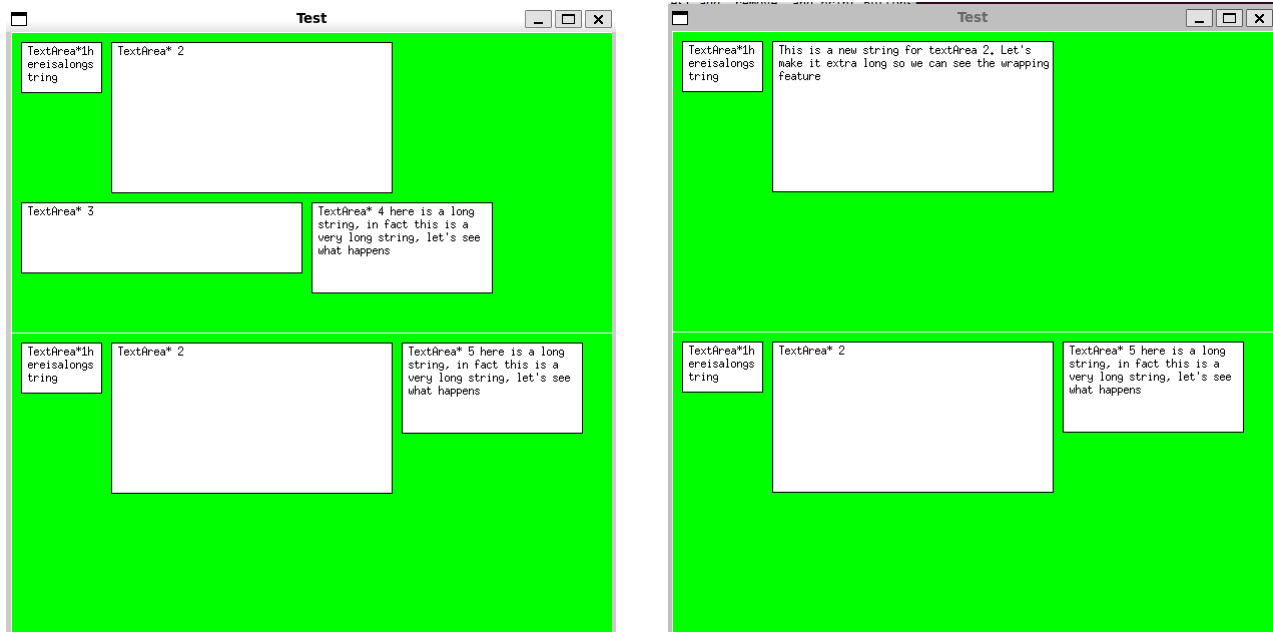 Test
TextArea*1h
ereisalongs
tring
TextArea* 2
TextArea* 3
TextArea* 4 here is a long
string, in fact this is a
very long string, let's see
what happens
TextArea*1h
ereisalongs
tring
TextArea* 2
TextArea* 5 here is a long
string, in fact this is a
very long string, let's see
what happens
Test
TextArea*1h
ereisalongs
tring
This is a new string for textArea 2. Let's
make it extra long so we can see the wrapping
feature
TextArea*1h
ereisalongs
tring
TextArea* 2
TextArea* 5 here is a long
string, in fact this is a
very long string, let's see
what happens